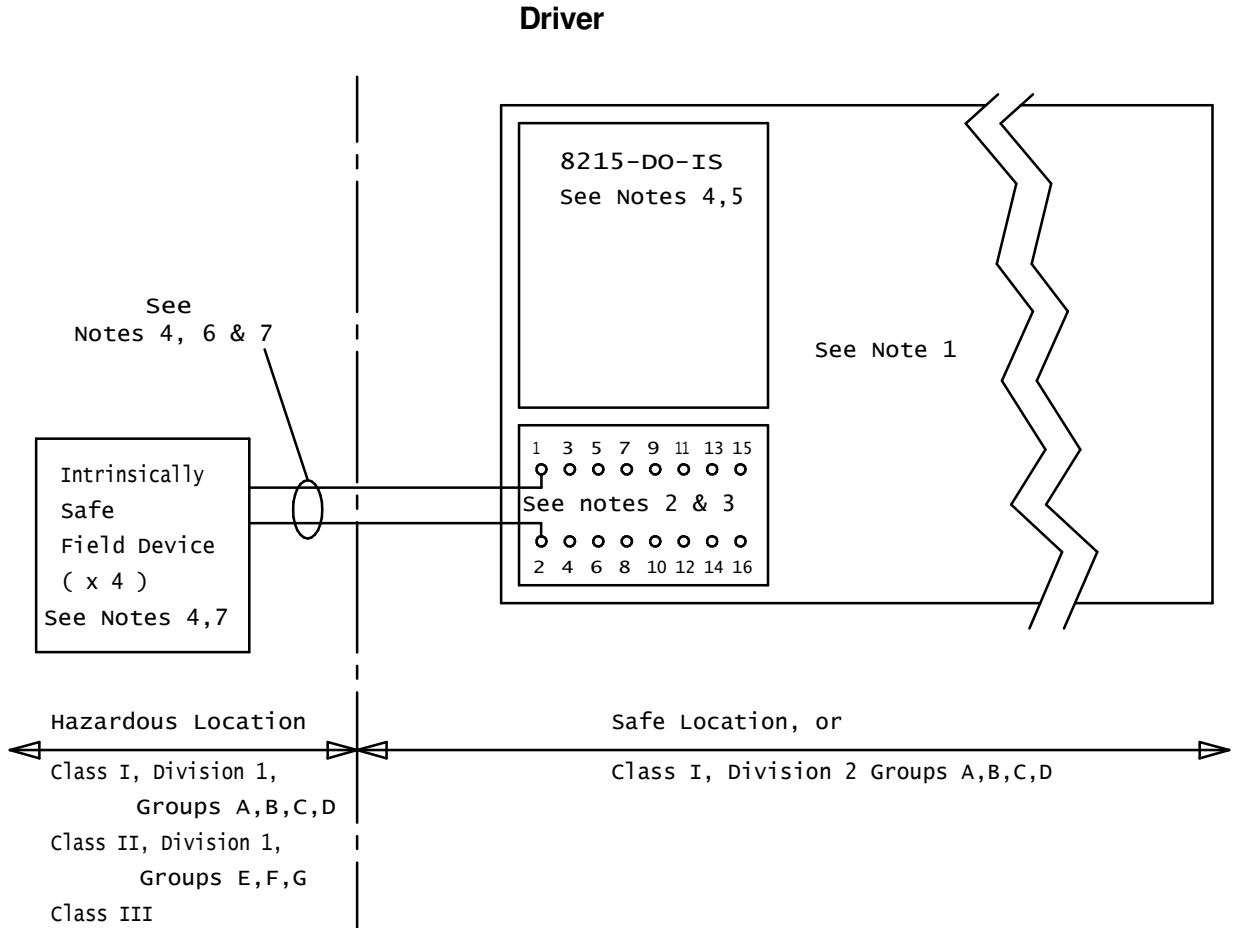 Driver
8215-DO-IS
See Notes 4,5
See
Notes 4, 6 & 7
See Note 1
1 3 5 7 9 11 13 15
See notes 2 & 3
2 4 6 8 10 12 14 16
Intrinsically
Safe
Field Device
( x 4 )
See Notes 4,7
Hazardous Location
Class I, Division 1,
Groups A,B,C,D
Class II, Division 1,
Groups E,F,G
Class III
Safe Location, or
Class I, Division 2 Groups A,B,C,D